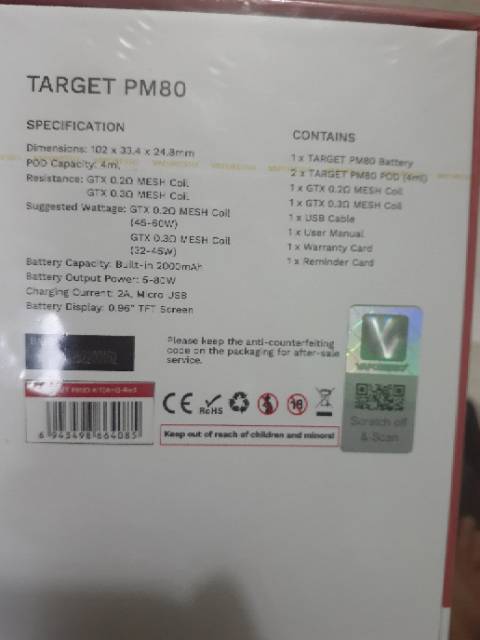 TARGET PM80
SPECIFICATION
Dimensions: 102 x 33.4 x 24.8mm
POD Capacity: 4mL
Resistance: GTX 0.2Ω MESH Coil
GTX 0.3Ω MESH Coil
Suggested Wattage: GTX 0.2Ω MESH Coil
(45-60W)
GTX 0.3Ω MESH Coil
(32-45W)
Battery Capacity: Built-in 2000mAh
Battery Output Power: 5-80W
Charging Current: 2A, Micro USB
Battery Display: 0.96" TFT Screen
CONTAINS
1 x TARGET PM80 Battery
2 x TARGET PM80 POD (4ml)
1 x GTX 0.2Ω MESH Coil
1 x GTX 0.3Ω MESH Coil
1 x USB Cable
1 x User Manual
1 x Warranty Card
1 x Reminder Card
Please keep the anti-counterfeiting
code on the packaging for after-sale
service.
6 943498 664085
CE
RoHS
18
Keep out of reach of children and minors!
V
Scratch off
& Scan